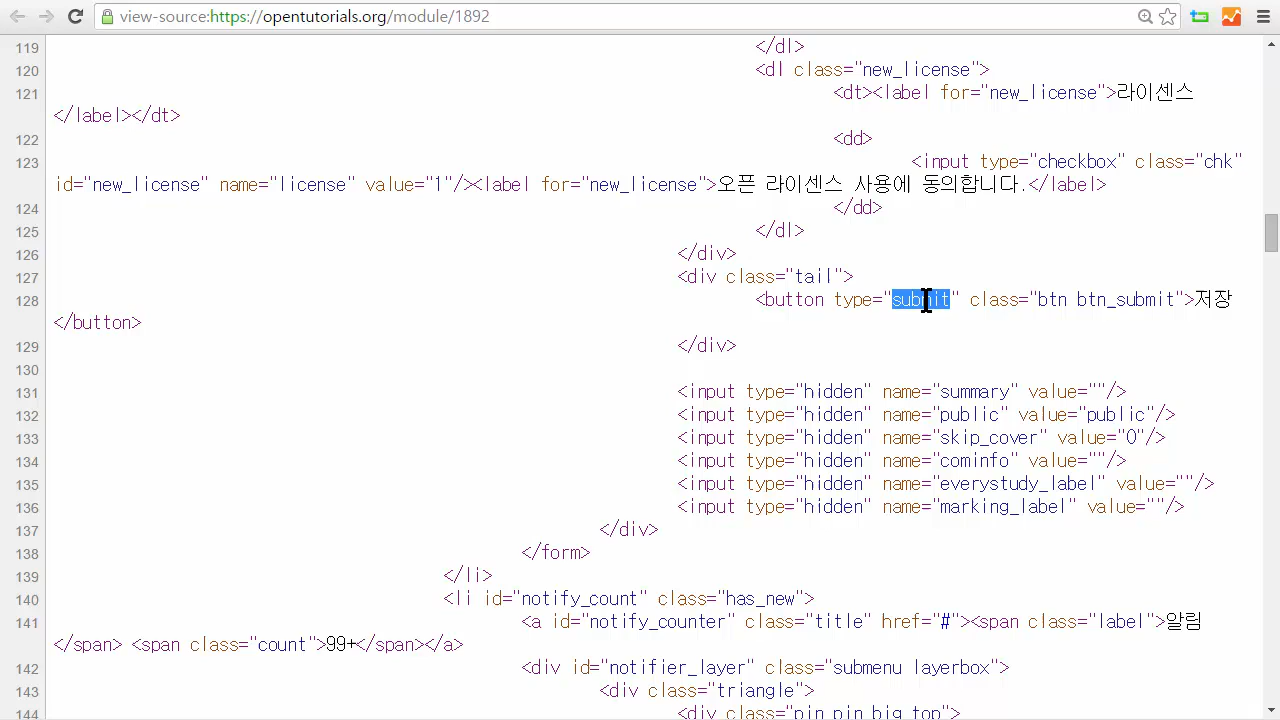 view-source:https://opentutorials.org/module/1892
119 </dl>
120 <dl class="new_license">
121 <dt><label for="new_license">라이센스
</label></dt>
122 <dd>
123 <input type="checkbox" class="chk"
id="new_license" name="license" value="1"/><label for="new_license">오픈 라이센스 사용에 동의합니다.</label>
124 </dd>
125 </dl>
126 </div>
127 <div class="tail">
128 <button type="submit" class="btn btn_submit">저장
</button>
129 </div>
130
131 <input type="hidden" name="summary" value=""/>
132 <input type="hidden" name="public" value="public"/>
133 <input type="hidden" name="skip_cover" value="0"/>
134 <input type="hidden" name="cominfo" value=""/>
135 <input type="hidden" name="everystudy_label" value=""/>
136 <input type="hidden" name="marking_label" value=""/>
137 </div>
138 </form>
139 </li>
140 <li id="notify_count" class="has_new">
141 <a id="notify_counter" class="title" href="#"><span class="label">알림
</span> <span class="count">99+</span></a>
142 <div id="notifier_layer" class="submenu layerbox">
143 <div class="triangle">
144 <div class="pin pin_big_top">